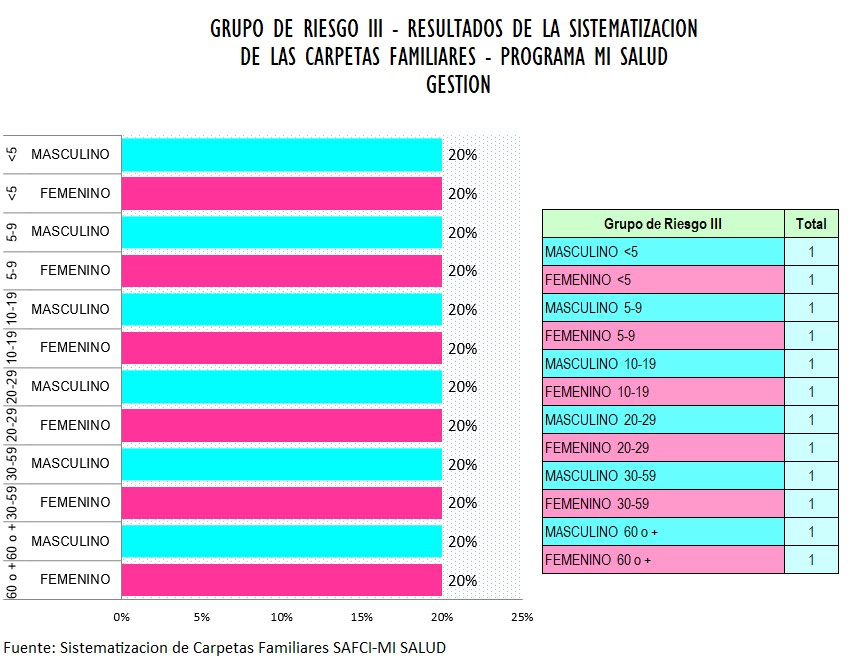 GRUPO DE RIESGO III - RESULTADOS DE LA SISTEMATIZACION
DE LAS CARPETAS FAMILIARES - PROGRAMA MI SALUD
GESTION
<5 MASCULINO 20%
<5 FEMENINO 20%
5-9 MASCULINO 20%
5-9 FEMENINO 20%
10-19 MASCULINO 20%
10-19 FEMENINO 20%
20-29 MASCULINO 20%
20-29 FEMENINO 20%
30-59 MASCULINO 20%
30-59 FEMENINO 20%
60 o + MASCULINO 20%
60 o + FEMENINO 20%
0% 5% 10% 15% 20% 25%
Grupo de Riesgo III Total
MASCULINO <5 1
FEMENINO <5 1
MASCULINO 5-9 1
FEMENINO 5-9 1
MASCULINO 10-19 1
FEMENINO 10-19 1
MASCULINO 20-29 1
FEMENINO 20-29 1
MASCULINO 30-59 1
FEMENINO 30-59 1
MASCULINO 60 o + 1
FEMENINO 60 o + 1
Fuente: Sistematizacion de Carpetas Familiares SAFCI-MI SALUD